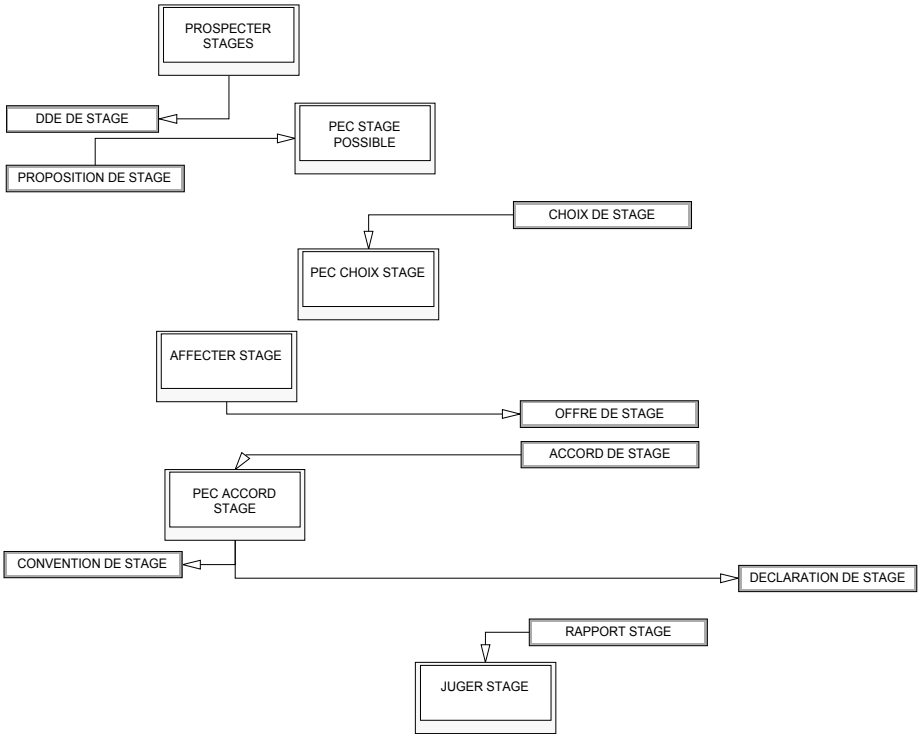 PROSPECTER
STAGES
DDE DE STAGE
PEC STAGE
POSSIBLE
PROPOSITION DE STAGE
CHOIX DE STAGE
PEC CHOIX STAGE
AFFECTER STAGE
OFFRE DE STAGE
ACCORD DE STAGE
PEC ACCORD
STAGE
CONVENTION DE STAGE
DECLARATION DE STAGE
RAPPORT STAGE
JUGER STAGE